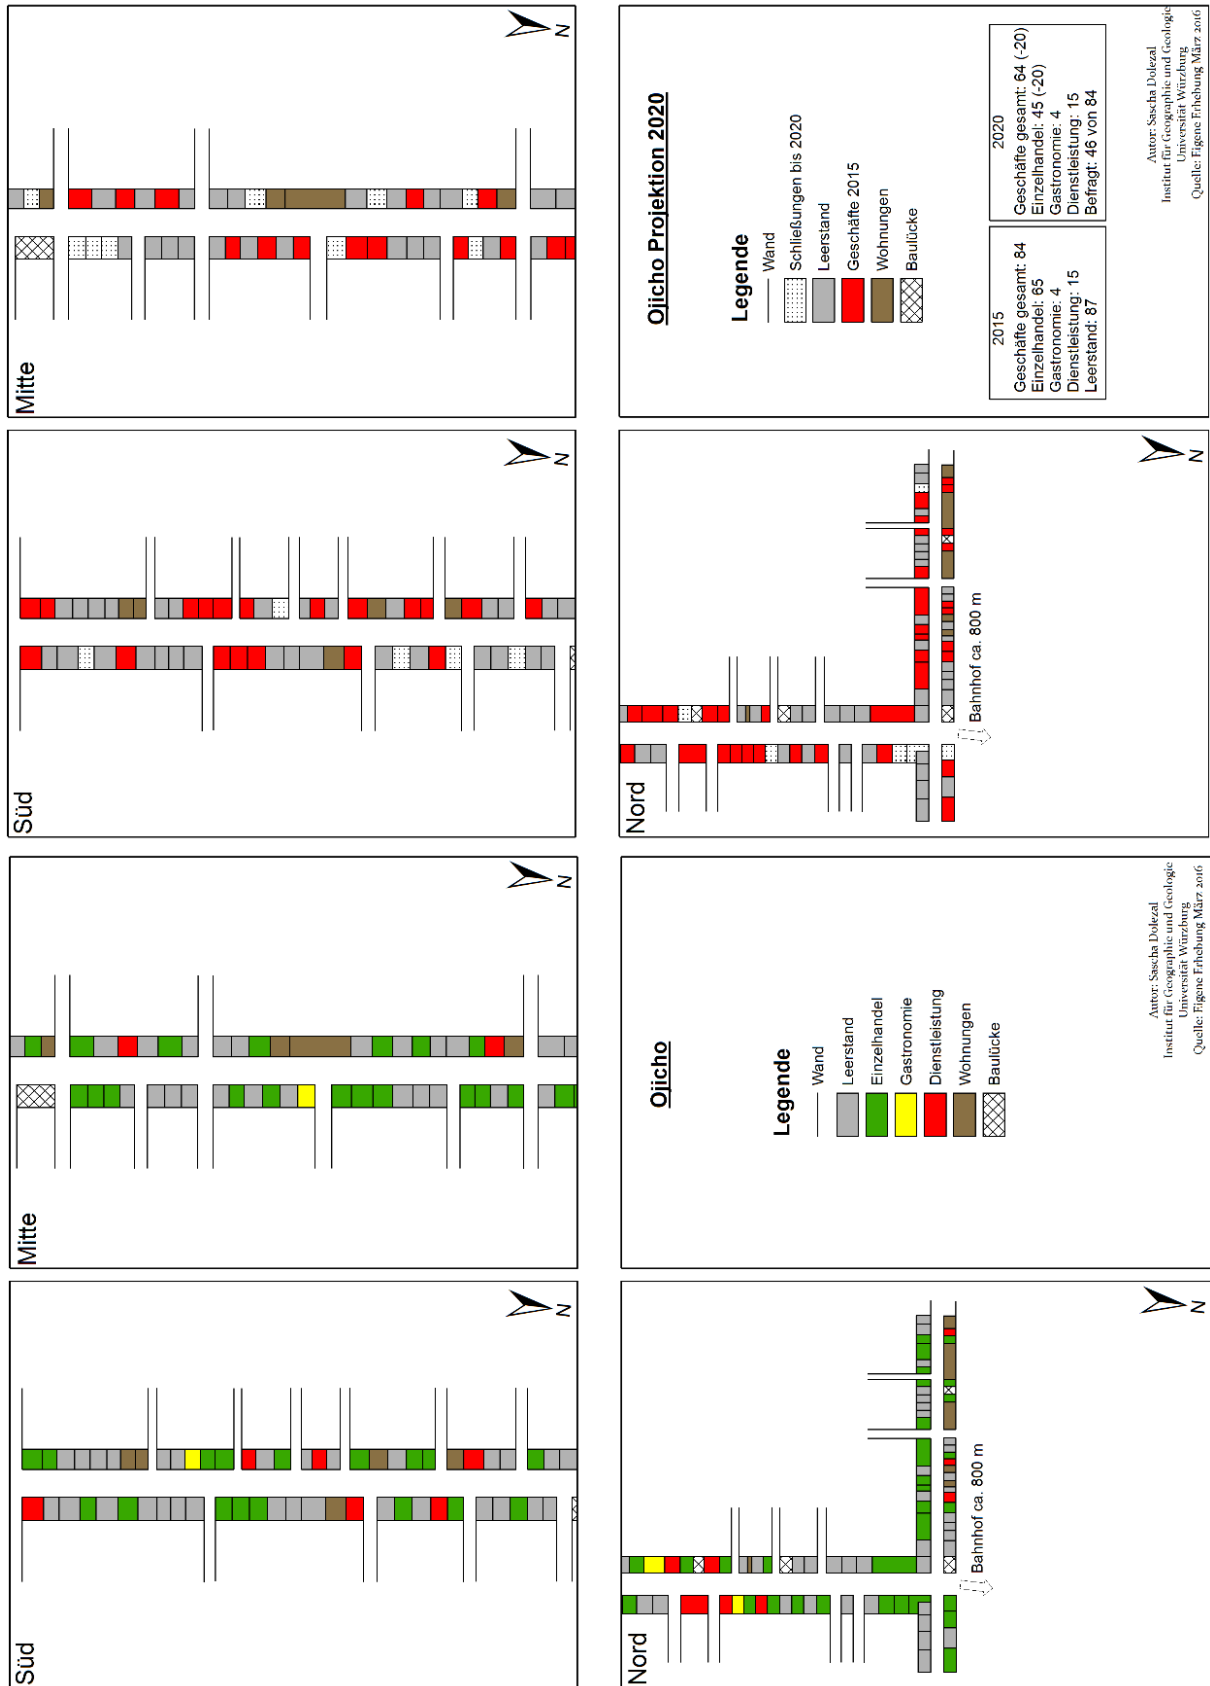 Mitte
N
Ojicho Projektion 2020
Legende
Wand
Schließungen bis 2020
Leerstand
Geschäfte 2015
Wohnungen
Baulücke
2015
Geschäfte gesamt: 84
Einzelhandel: 65
Gastronomie: 4
Dienstleistung: 15
Leerstand: 87
2020
Geschäfte gesamt: 64 (-20)
Einzelhandel: 45 (-20)
Gastronomie: 4
Dienstleistung: 15
Befragt: 46 von 84
Autor: Sascha Dolezal
Institut für Geographie und Geologie
Universität Würzburg
Quelle: Eigene Erhebung März 2016
Süd
N
Nord
Bahnhof ca. 800 m
N
Mitte
N
Ojicho
Legende
Wand
Leerstand
Einzelhandel
Gastronomie
Dienstleistung
Wohnungen
Baulücke
Autor: Sascha Dolezal
Institut für Geographie und Geologie
Universität Würzburg
Quelle: Eigene Erhebung März 2016
Süd
N
Nord
Bahnhof ca. 800 m
N